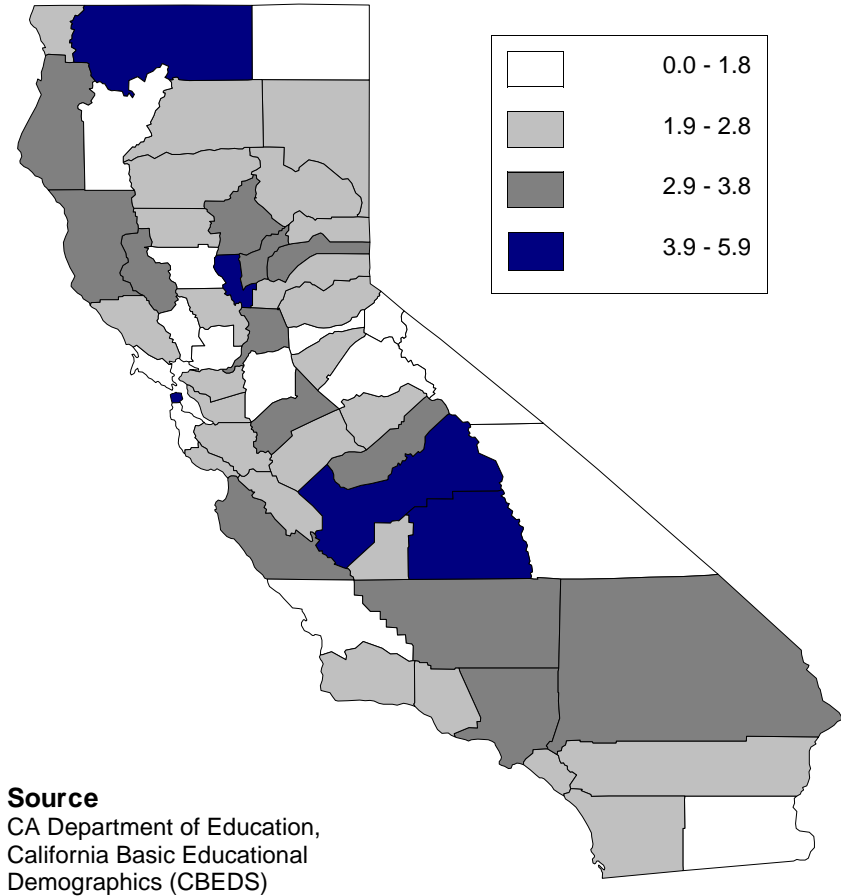 0.0 - 1.8
1.9 - 2.8
2.9 - 3.8
3.9 - 5.9
Source
CA Department of Education,
California Basic Educational
Demographics (CBEDS)